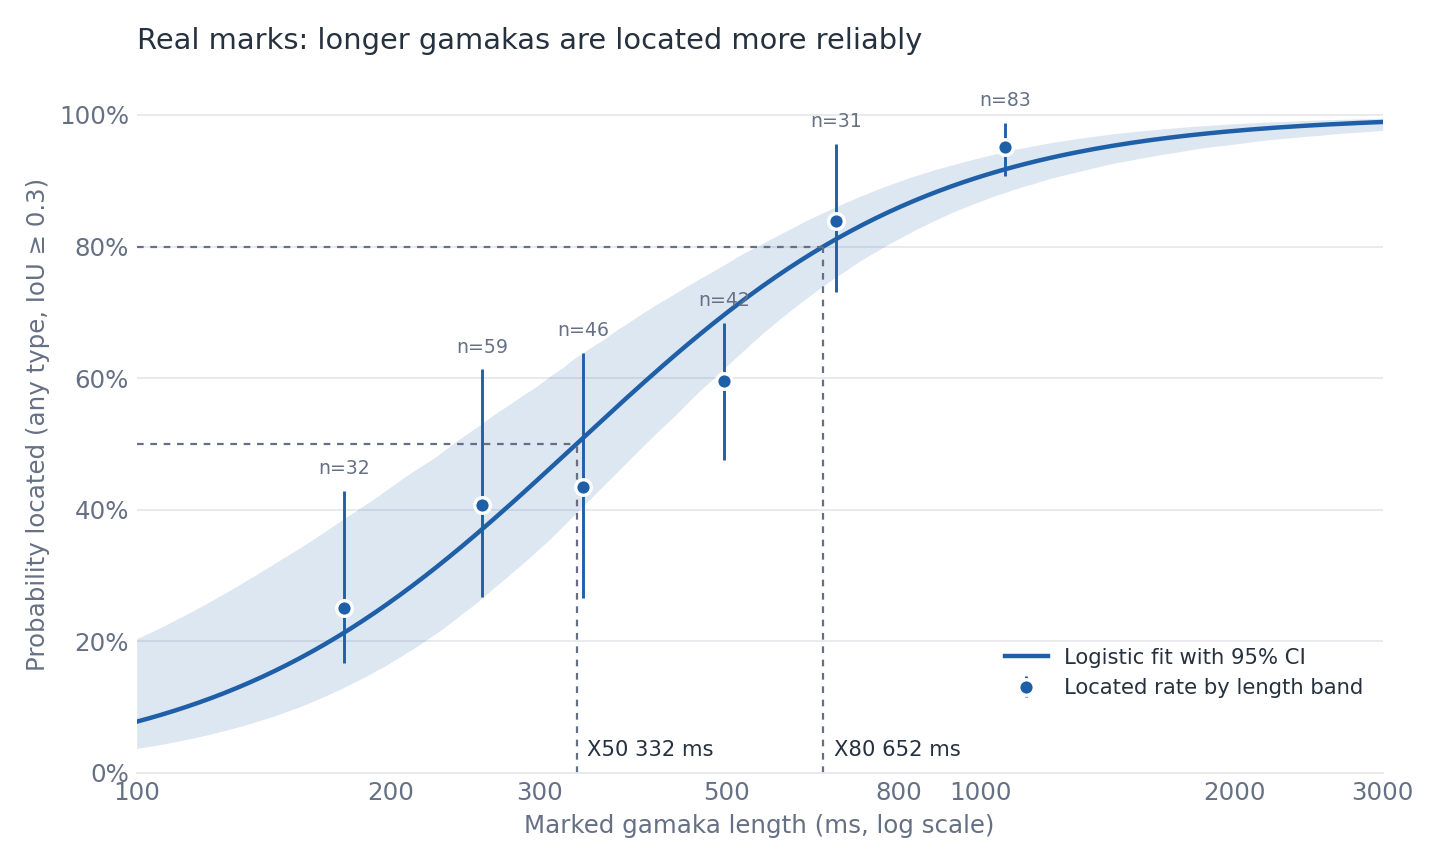 Real marks: longer gamakas are located more reliably
Probability located (any type, IoU ≥ 0.3)
100%
80%
60%
40%
20%
0%
n=32
n=59
n=46
n=42
n=31
n=83
Logistic fit with 95% CI
Located rate by length band
X50 332 ms
X80 652 ms
100 200 300 500 800 1000 2000 3000
Marked gamaka length (ms, log scale)